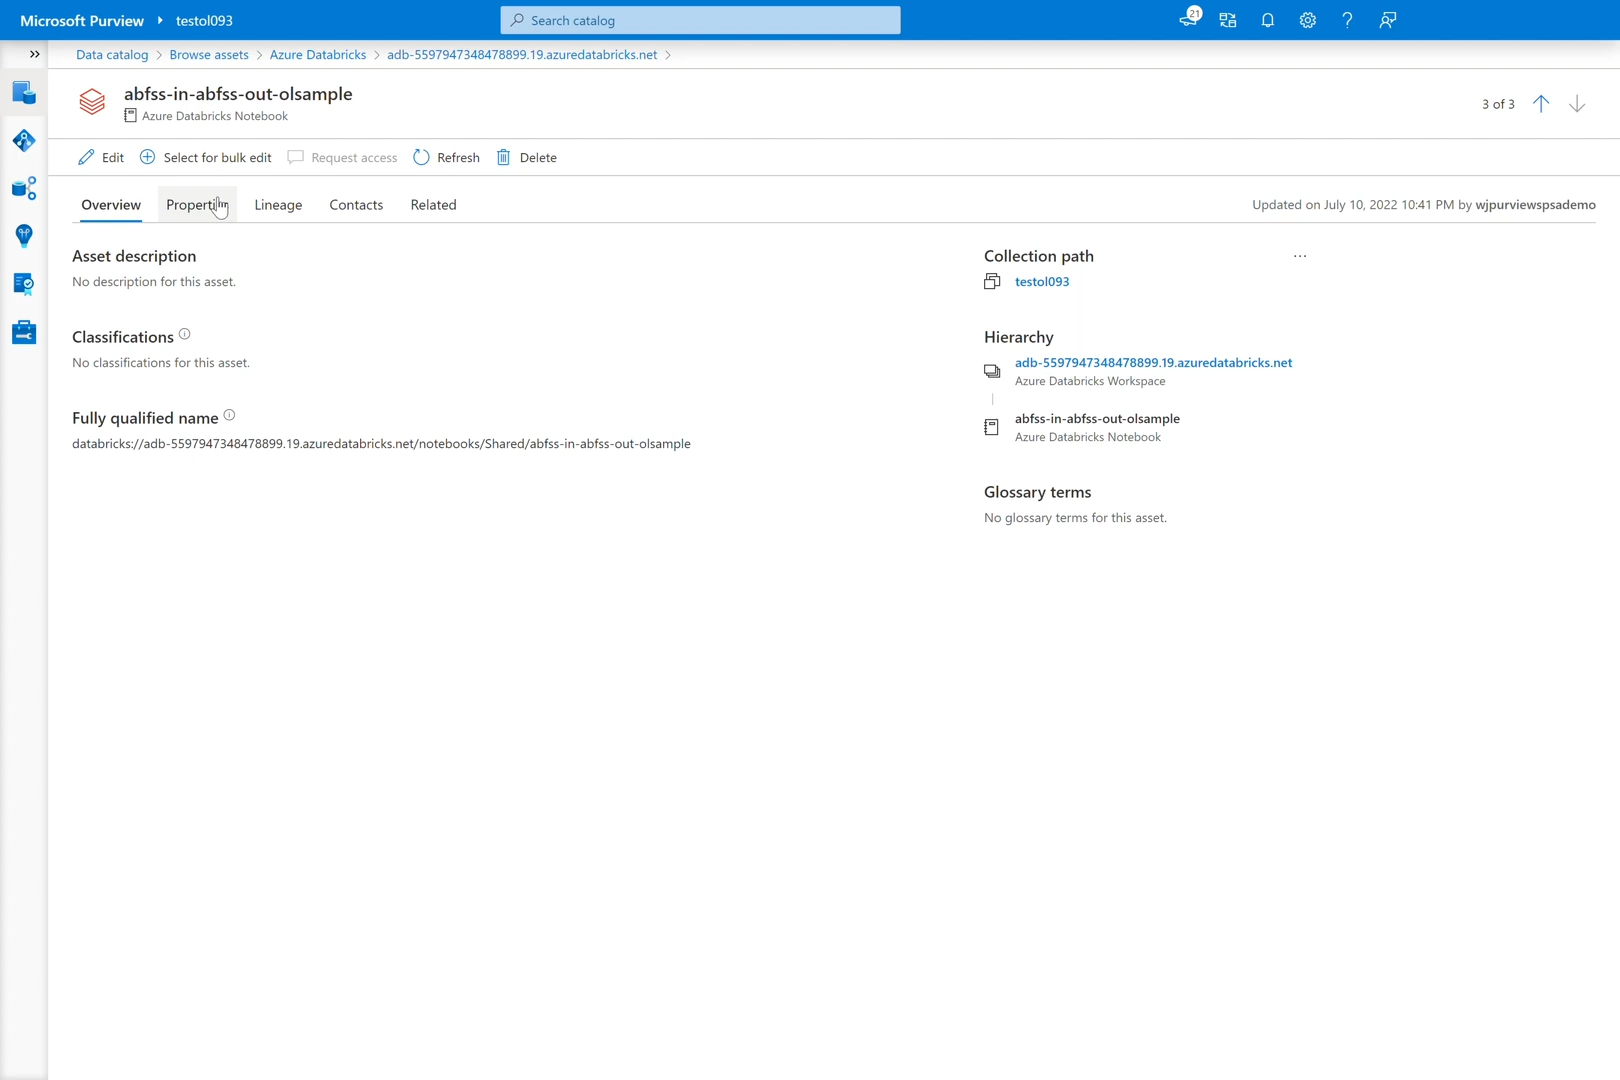 Microsoft Purview testol093
Search catalog
21
Data catalog > Browse assets > Azure Databricks > adb-5597947348478899.19.azuredatabricks.net >
abfss-in-abfss-out-olsample
Azure Databricks Notebook
3 of 3
Edit Select for bulk edit Request access Refresh Delete
Overview Properti Lineage Contacts Related
Updated on July 10, 2022 10:41 PM by wjpurviewspsademo
Asset description
No description for this asset.
Classifications
No classifications for this asset.
Fully qualified name
databricks://adb-5597947348478899.19.azuredatabricks.net/notebooks/Shared/abfss-in-abfss-out-olsample
Collection path
testol093
Hierarchy
adb-5597947348478899.19.azuredatabricks.net
Azure Databricks Workspace
abfss-in-abfss-out-olsample
Azure Databricks Notebook
Glossary terms
No glossary terms for this asset.